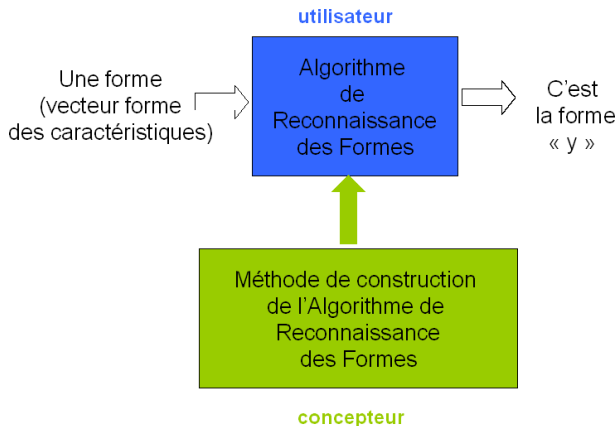 utilisateur
Une forme
(vecteur forme
des caractéristiques)
Algorithme
de
Reconnaissance
des Formes
C'est
la forme
« y »
Méthode de construction
de l'Algorithme de
Reconnaissance
des Formes
concepteur